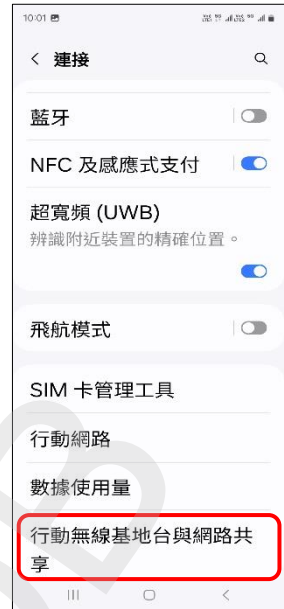 10:01
連接
藍牙
NFC 及感應式支付
超寬頻 (UWB)
辨識附近裝置的精確位置。
飛航模式
SIM 卡管理工具
行動網路
數據使用量
行動無線基地台與網路共
享